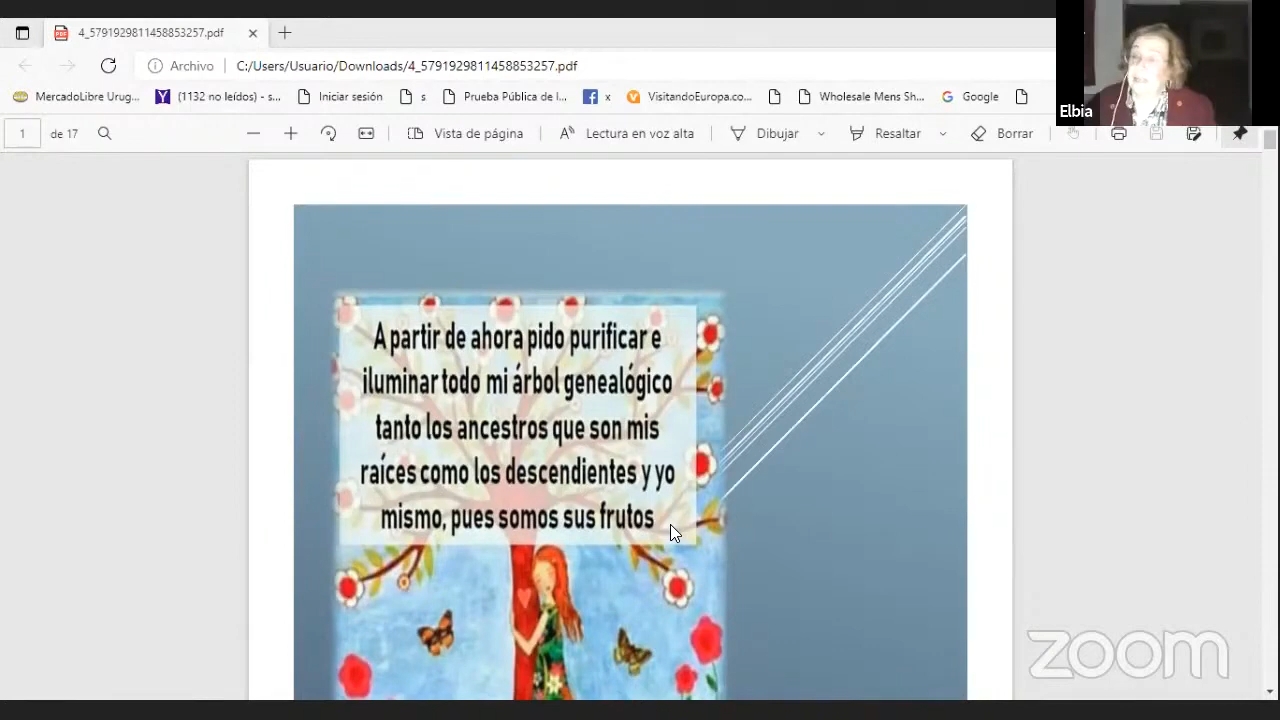 4_5791929811458853257.pdf
Archivo
C:/Users/Usuario/Downloads/4_5791929811458853257.pdf
MercadoLibre Urug...
(1132 no leídos) - s...
Iniciar sesión
s
Prueba Pública de l...
x
VisitandoEuropa.co...
Wholesale Mens Sh...
Google
Elbia
1 de 17
Vista de página
Lectura en voz alta
Dibujar
Resaltar
Borrar
A partir de ahora pido purificar e
iluminar todo mi árbol genealógico
tanto los ancestros que son mis
raíces como los descendientes y yo
mismo, pues somos sus frutos
zoom